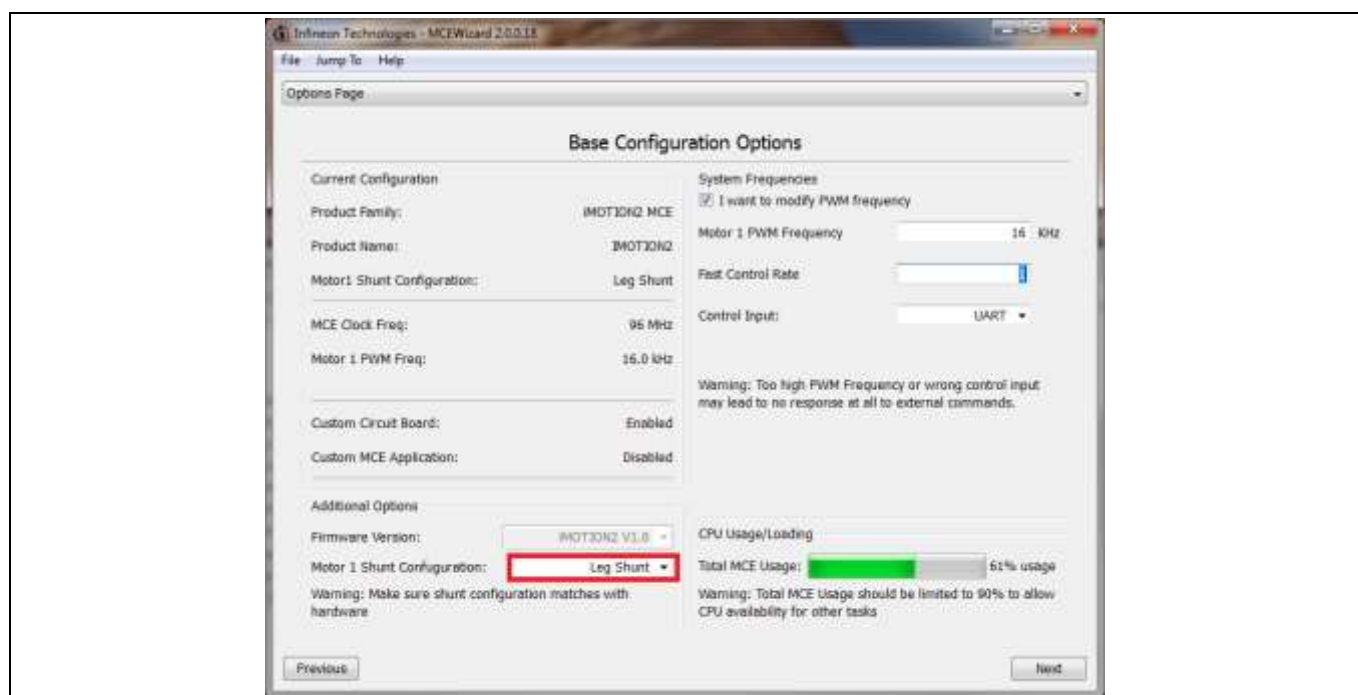 Infineon Technologies - MCEWizard 2.0.0.18
File Jump To Help
Options Page
Base Configuration Options
Current Configuration
Product Family: iMOTION2 MCE
Product Name: IMOTION2
Motor1 Shunt Configuration: Leg Shunt
MCE Clock Freq: 96 MHz
Motor 1 PWM Freq: 16.0 kHz
Custom Circuit Board: Enabled
Custom MCE Application: Disabled
Additional Options
Firmware Version: iMOTION2 V1.0
Motor 1 Shunt Confuguration: Leg Shunt
Warning: Make sure shunt configuration matches with
hardware
System Frequencies
I want to modify PWM frequency
Motor 1 PWM Frequency 16 KHz
Fast Control Rate 1
Control Input: UART
Warning: Too high PWM Frequency or wrong control input
may lead to no response at all to external commands.
CPU Usage/Loading
Total MCE Usage: 61% usage
Warning: Total MCE Usage should be limited to 90% to allow
CPU availability for other tasks
Previous
Next